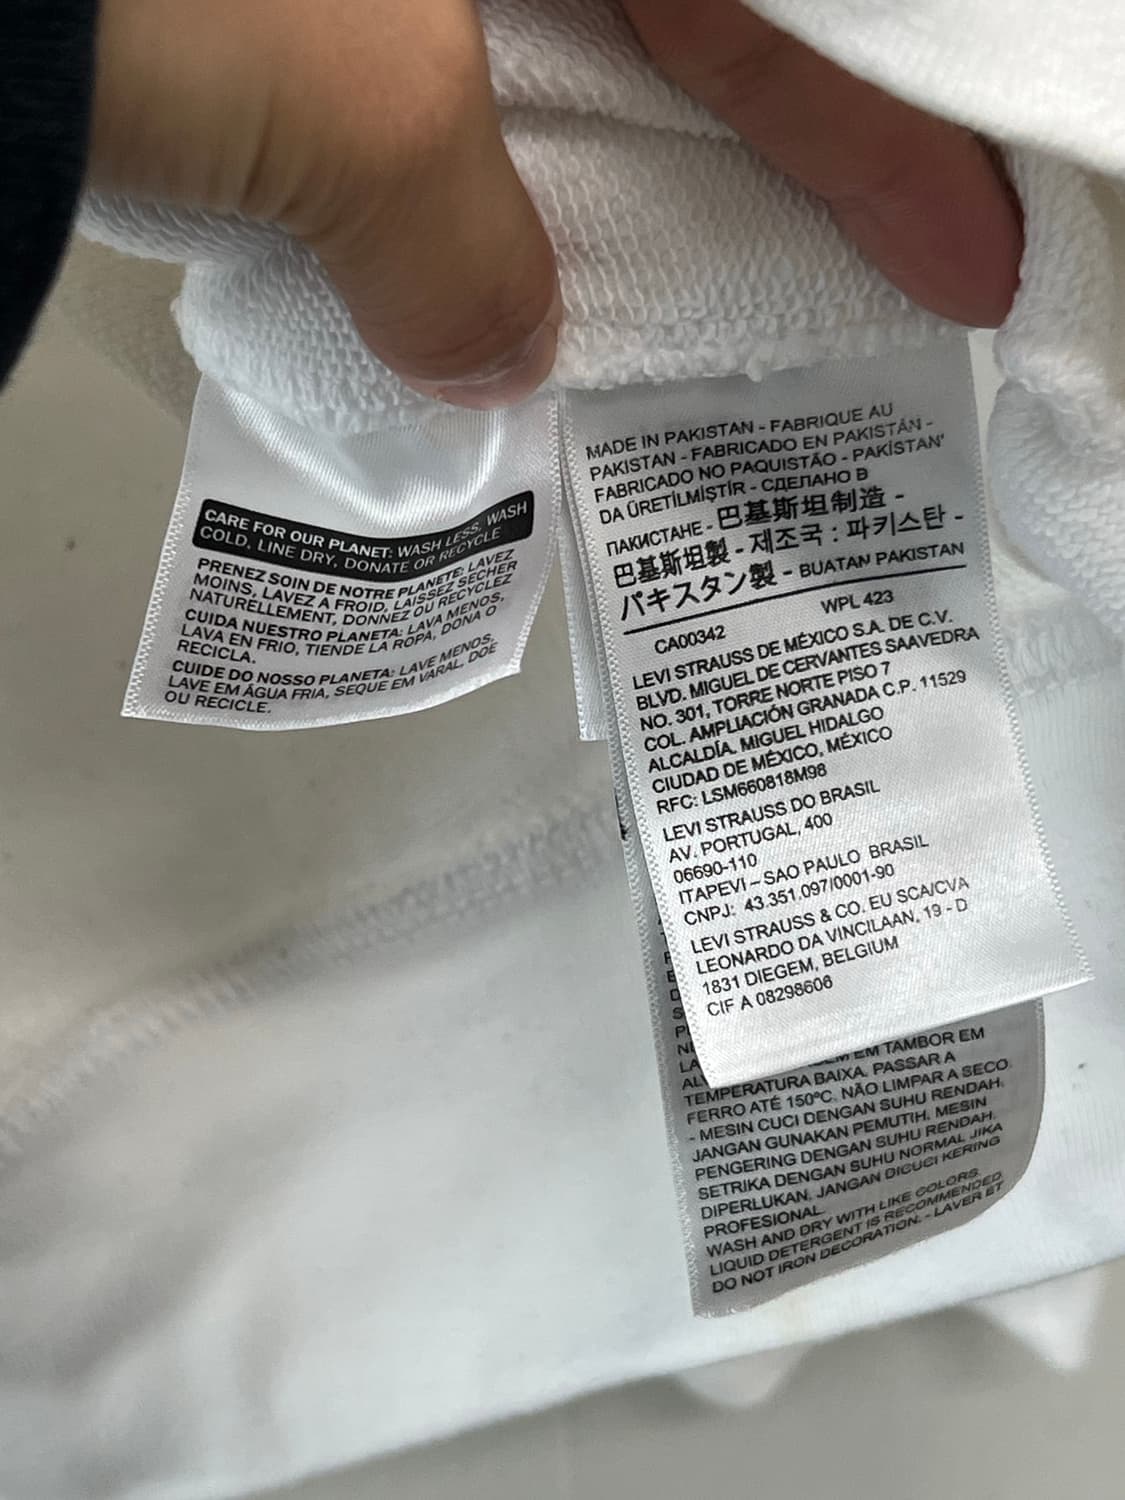 CARE FOR OUR PLANET: WASH LESS, WASH
COLD, LINE DRY, DONATE OR RECYCLE
PRENEZ SOIN DE NOTRE PLANETE: LAVEZ
MOINS, LAVEZ A FROID, LAISSEZ SECHER
NATURELLEMENT, DONNEZ OU RECYCLEZ
CUIDA NUESTRO PLANETA: LAVA MENOS,
LAVA EN FRIO, TIENDE LA ROPA, DONA O
RECICLA.
CUIDE DO NOSSO PLANETA: LAVE MENOS,
LAVE EM ÁGUA FRIA, SEQUE EM VARAL, DOE
OU RECICLE.
MADE IN PAKISTAN - FABRIQUE AU
PAKISTAN - FABRICADO EN PAKISTÁN -
FABRICADO NO PAQUISTÃO - PAKİSTAN'
DA ÜRETİLMİŞTİR - СДЕЛАНО В
ПАКИСТАНЕ - 巴基斯坦制造 -
巴基斯坦製 - 제조국 : 파키스탄 -
パキスタン製 - BUATAN PAKISTAN
WPL 423
CA00342
LEVI STRAUSS DE MÉXICO S.A. DE C.V.
BLVD. MIGUEL DE CERVANTES SAAVEDRA
NO. 301, TORRE NORTE PISO 7
COL. AMPLIACIÓN GRANADA C.P. 11529
ALCALDÍA. MIGUEL HIDALGO
CIUDAD DE MÉXICO, MÉXICO
RFC: LSM660818M98
LEVI STRAUSS DO BRASIL
AV. PORTUGAL, 400
06690-110
ITAPEVI – SAO PAULO BRASIL
CNPJ: 43.351.097/0001-90
LEVI STRAUSS & CO. EU SCA/CVA
LEONARDO DA VINCILAAN, 19 - D
1831 DIEGEM, BELGIUM
CIF A 08298606
EM TAMBOR EM
TEMPERATURA BAIXA. PASSAR A
FERRO ATÉ 150ºC. NÃO LIMPAR A SECO.
- MESIN CUCI DENGAN SUHU RENDAH.
JANGAN GUNAKAN PEMUTIH. MESIN
PENGERING DENGAN SUHU RENDAH.
SETRIKA DENGAN SUHU NORMAL JIKA
DIPERLUKAN. JANGAN DICUCI KERING
PROFESIONAL.
WASH AND DRY WITH LIKE COLORS.
LIQUID DETERGENT IS RECOMMENDED.
DO NOT IRON DECORATION. - LAVER ET